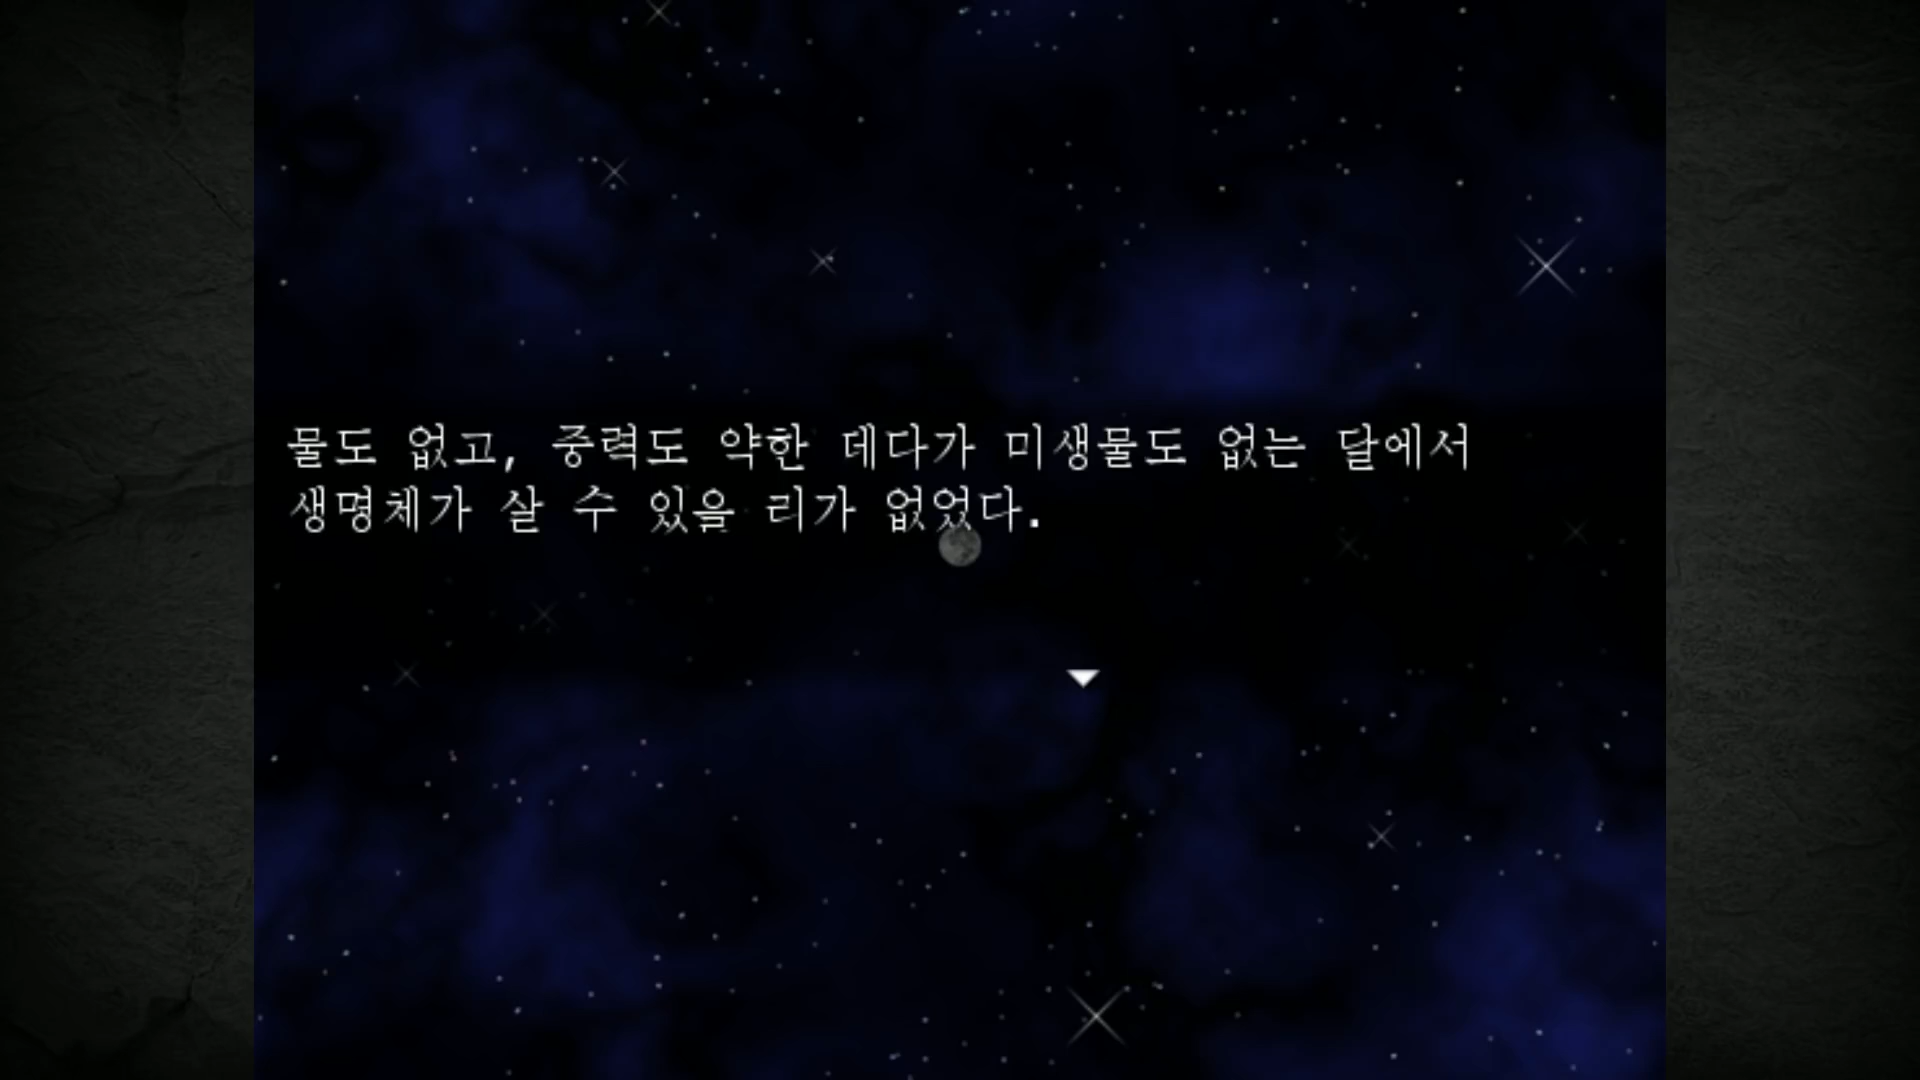 물도 없고, 중력도 약한 데다가 미생물도 없는 달에서
생명체가 살 수 있을 리가 없었다.